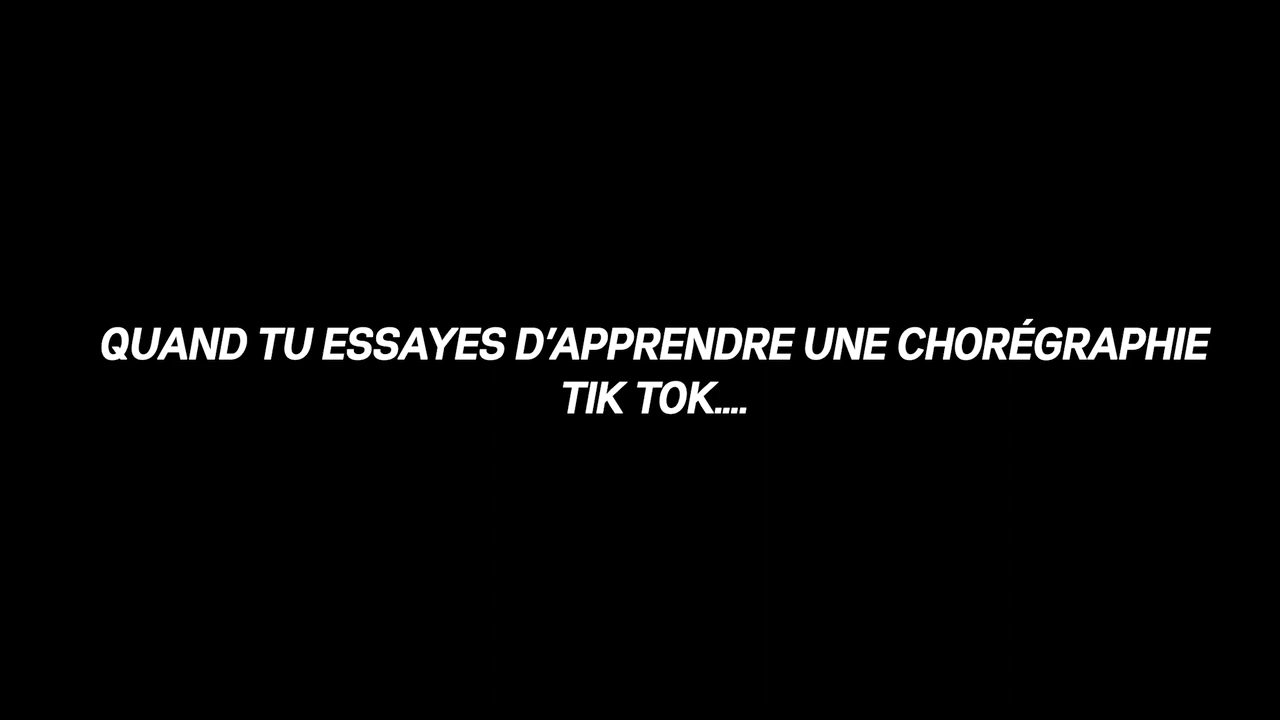 QUAND TU ESSAYES D’APPRENDRE UNE CHORÉGRAPHIE
TIK TOK....